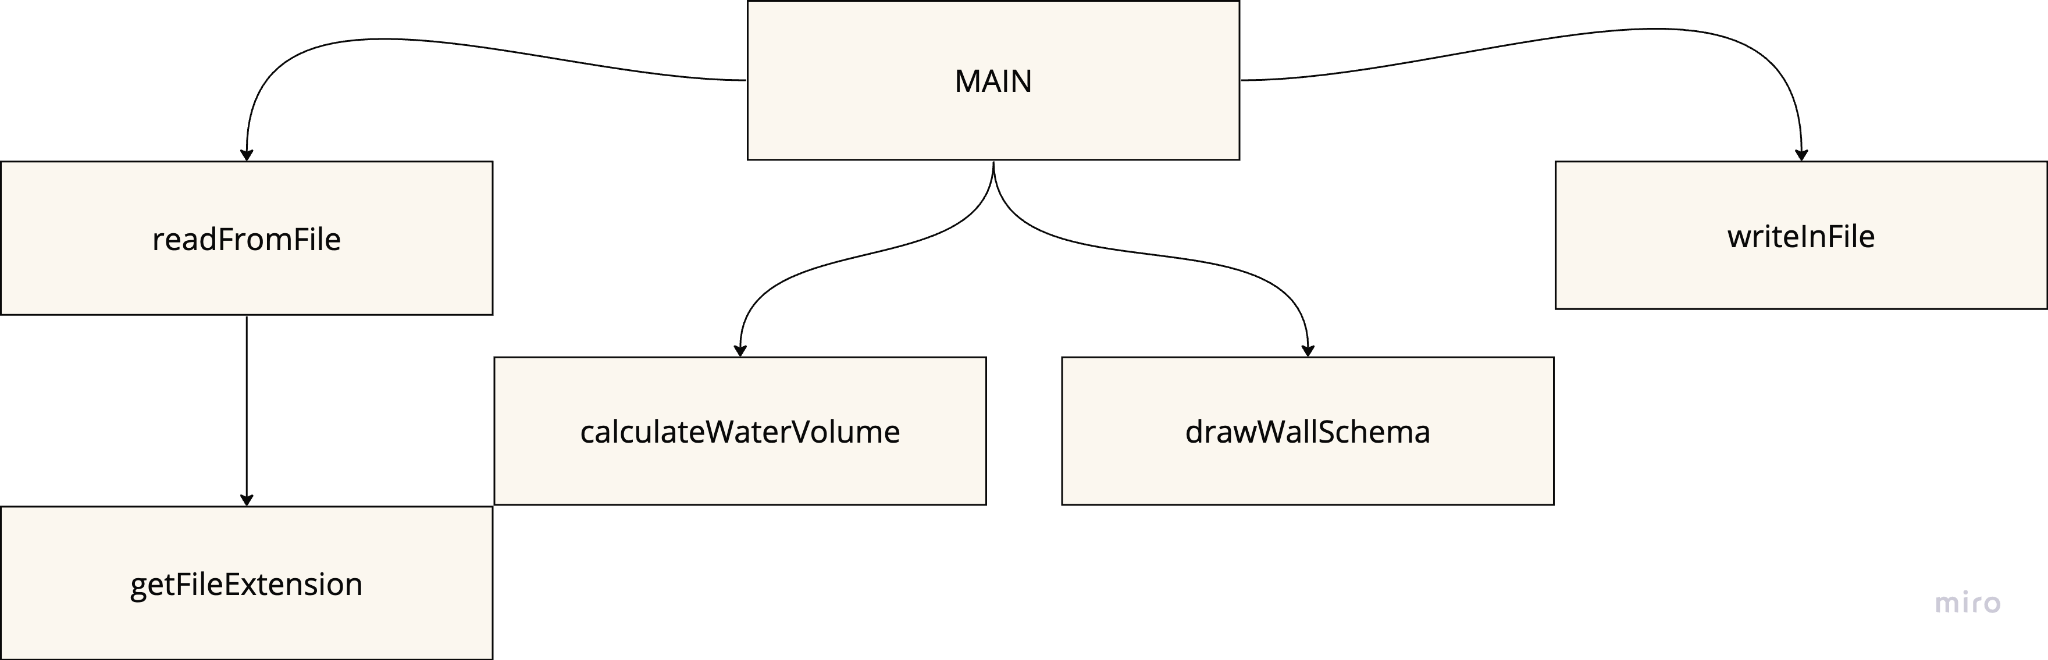 MAIN
readFromFile
writeInFile
calculateWaterVolume
drawWallSchema
getFileExtension
miro